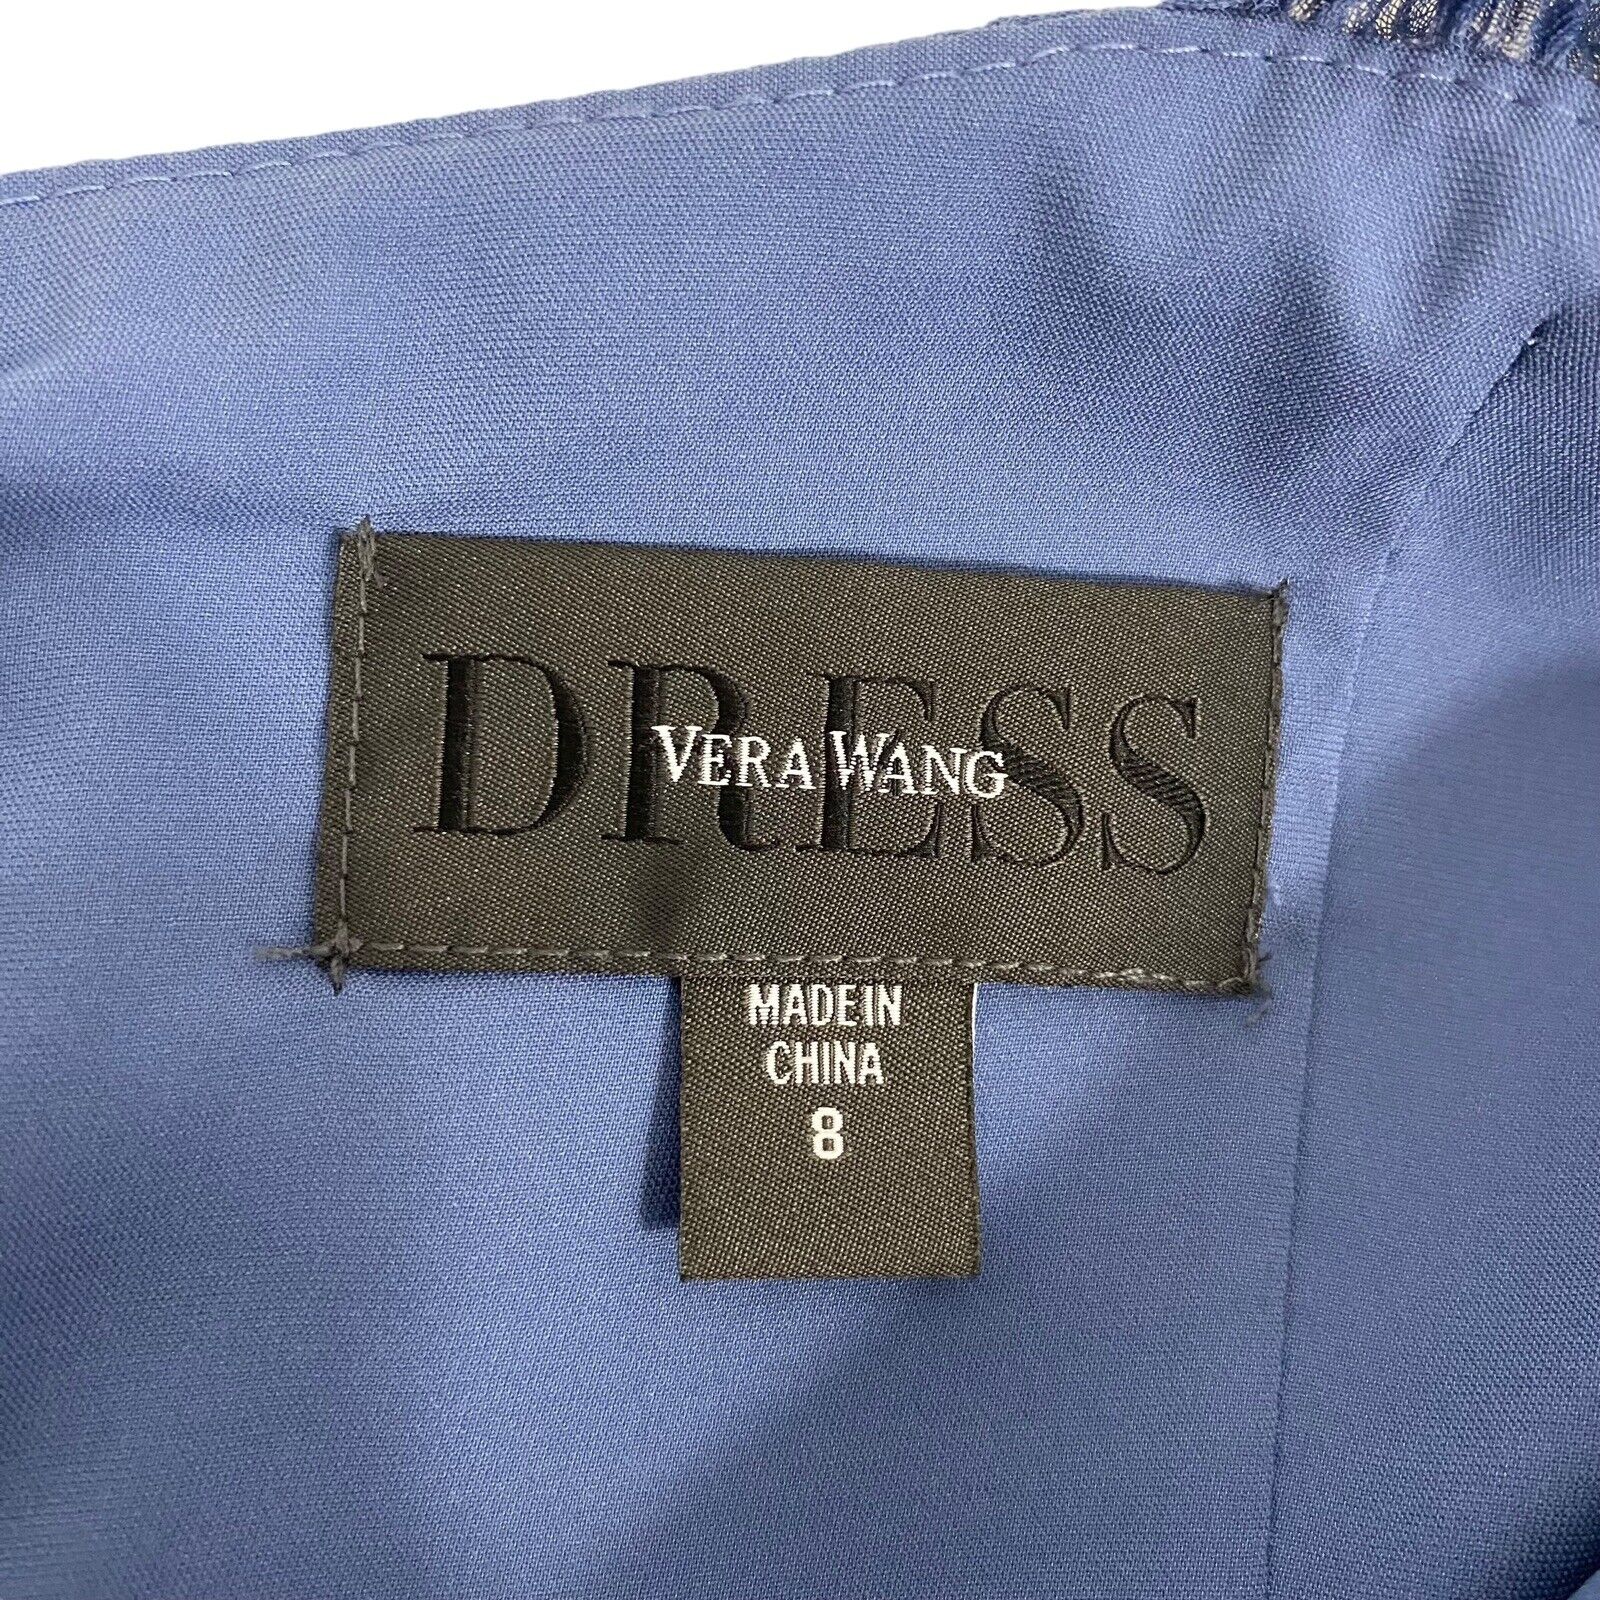 DRESS
VERA WANG
MADE IN
CHINA
8